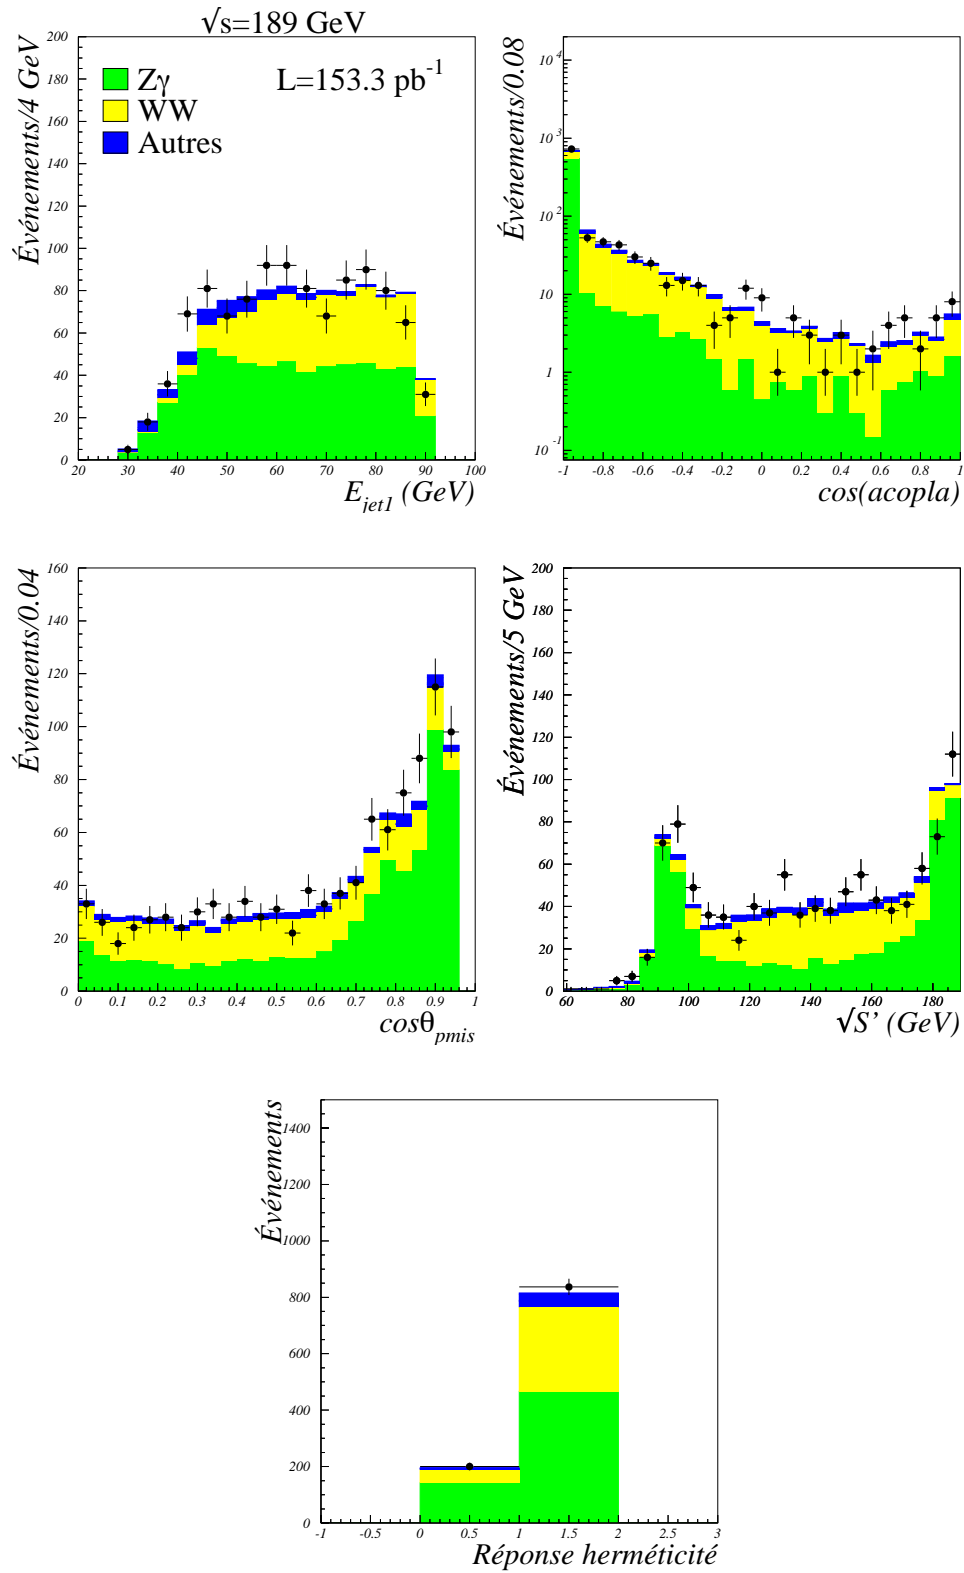 √s=189 GeV
Événements/4 GeV
200
180
160
140
120
100
80
60
40
20
0
Zγ
WW
Autres
L=153.3 pb⁻¹
20 30 40 50 60 70 80 90 100
E_jet1 (GeV)
Événements/0.08
10⁴
10³
10²
10
1
10⁻¹
-1 -0.8 -0.6 -0.4 -0.2 0 0.2 0.4 0.6 0.8 1
cos(acopla)
Événements/0.04
160
140
120
100
80
60
40
20
0
0 0.1 0.2 0.3 0.4 0.5 0.6 0.7 0.8 0.9 1
cosθ_pmis
Événements/5 GeV
200
180
160
140
120
100
80
60
40
20
0
60 80 100 120 140 160 180
√S' (GeV)
Événements
1400
1200
1000
800
600
400
200
0
-1 -0.5 0 0.5 1 1.5 2 2.5 3
Réponse herméticité